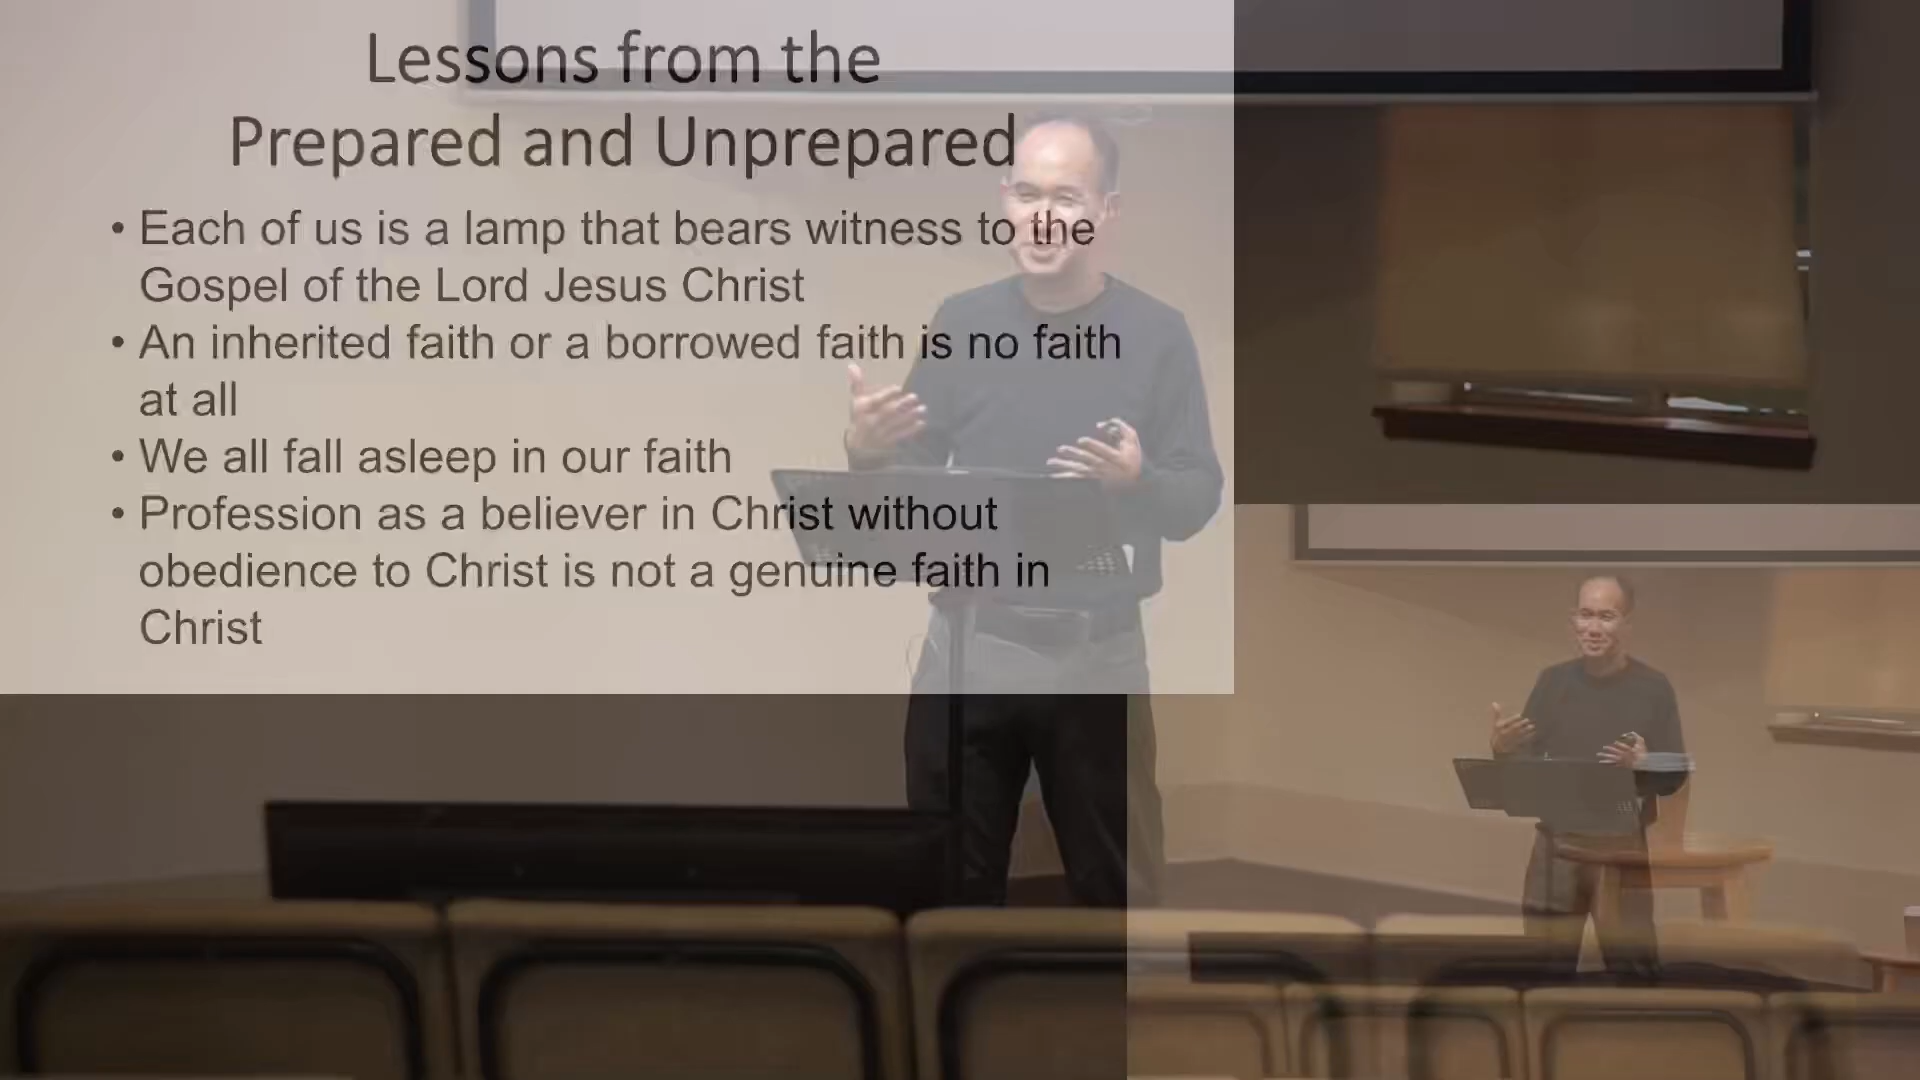 Lessons from the
Prepared and Unprepared
• Each of us is a lamp that bears witness to the
Gospel of the Lord Jesus Christ
• An inherited faith or a borrowed faith is no faith
at all
• We all fall asleep in our faith
• Profession as a believer in Christ without
obedience to Christ is not a genuine faith in
Christ